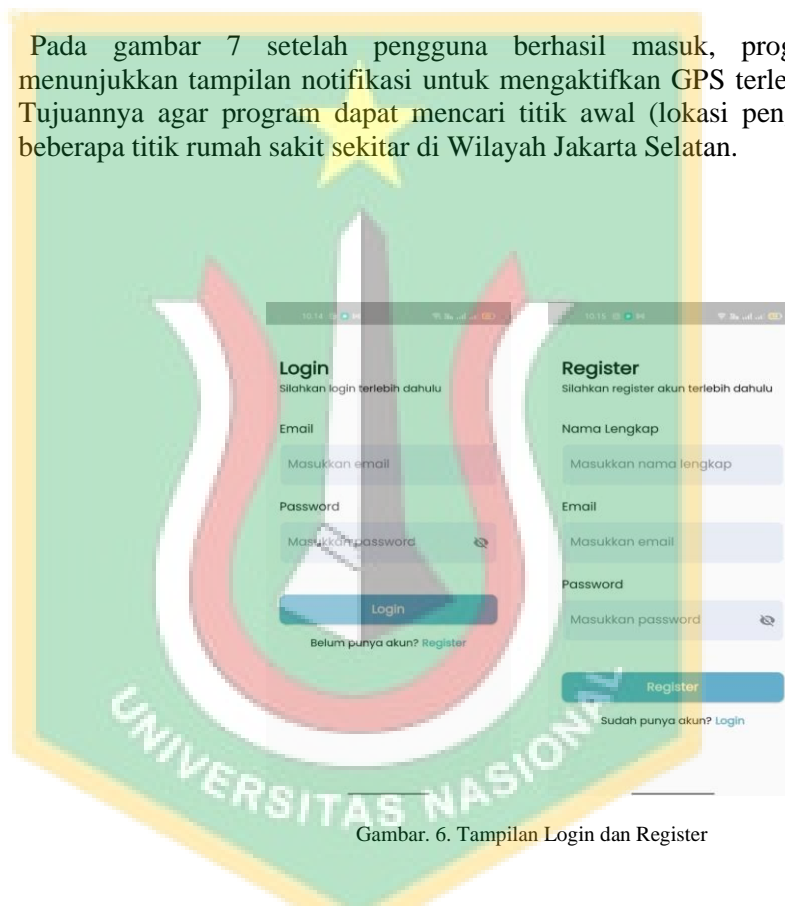 Pada gambar 7 setelah pengguna berhasil masuk,
menunjukkan tampilan notifikasi untuk mengaktifkan GPS
Tujuannya agar program dapat mencari titik awal (lokasi
beberapa titik rumah sakit sekitar di Wilayah Jakarta Selatan.
10.14
Login
Silahkan login terlebih dahulu
Email
Masukkan email
Password
Masukkan password
Login
Belum punya akun? Register
10.15
Register
Silahkan register akun terlebih dahulu
Nama Lengkap
Masukkan nama lengkap
Email
Masukkan email
Password
Masukkan password
Register
Sudah punya akun? Login
UNIVERSITAS NASIONAL
Gambar. 6. Tampilan Login dan Register